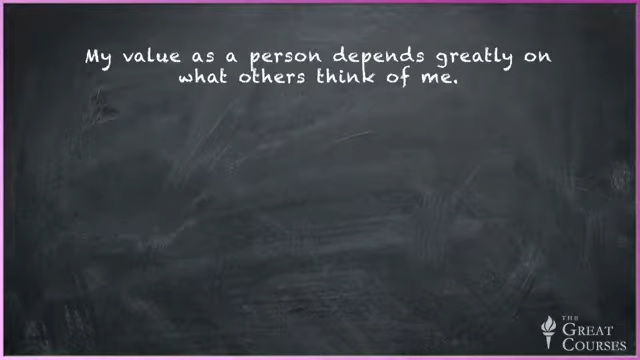 My value as a person depends greatly on
what others think of me.
THE
GREAT
COURSES